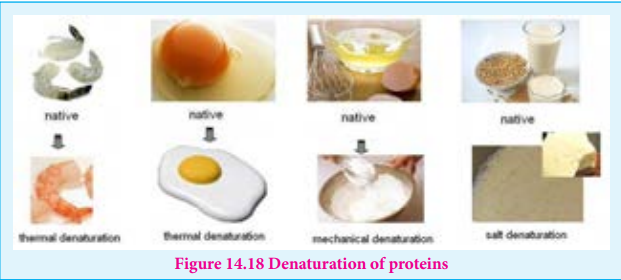 native native native native
thermal denaturation thermal denaturation mechanical denaturation salt denaturation
Figure 14.18 Denaturation of proteins